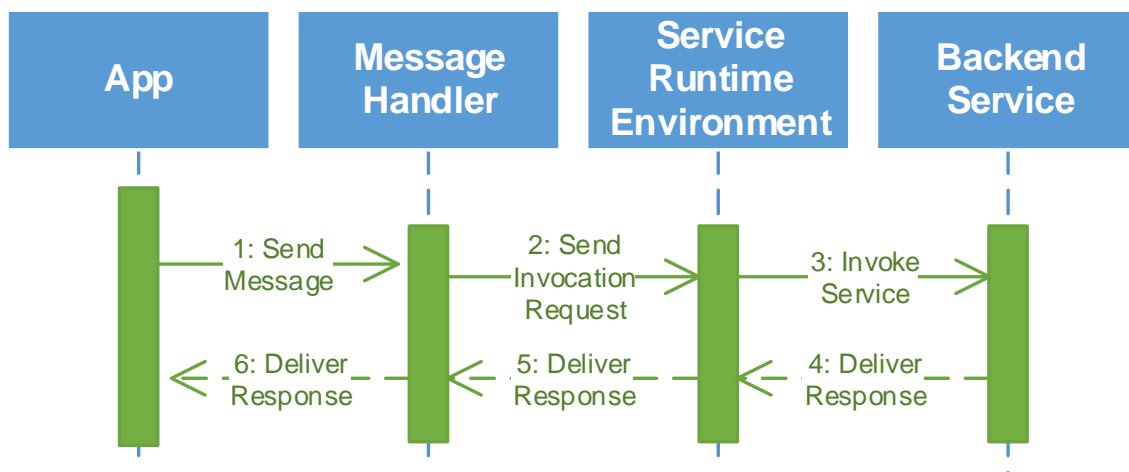 App
Message
Handler
Service
Runtime
Environment
Backend
Service
1: Send
Message
2: Send
Invocation
Request
3: Invoke
Service
6: Deliver
Response
5: Deliver
Response
4: Deliver
Response